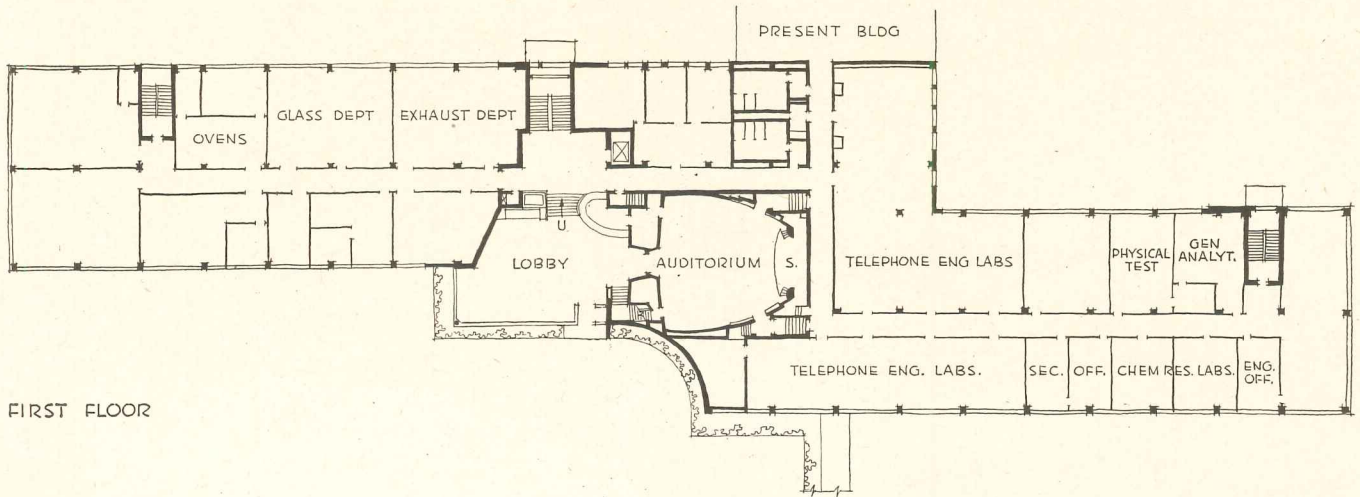 PRESENT BLDG
OVENS
GLASS DEPT
EXHAUST DEPT
LOBBY
U
AUDITORIUM
S.
TELEPHONE ENG LABS
PHYSICAL
TEST
GEN
ANALYT.
TELEPHONE ENG. LABS.
SEC.
OFF.
CHEM RES. LABS.
ENG.
OFF.
FIRST FLOOR